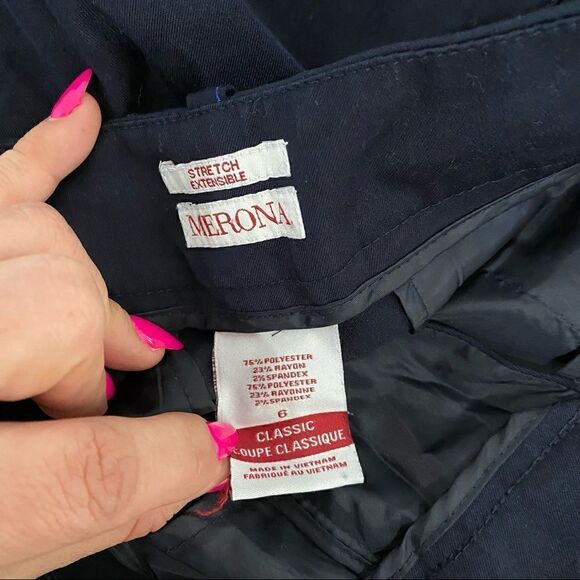 STRETCH
EXTENSIBLE
MERONA
75% POLYESTER
23% RAYON
2% SPANDEX
75% POLYESTER
23% RAYONNE
2% SPANDEX
6
CLASSIC
COUPE CLASSIQUE
MADE IN VIETNAM
FABRIQUÉ AU VIETNAM